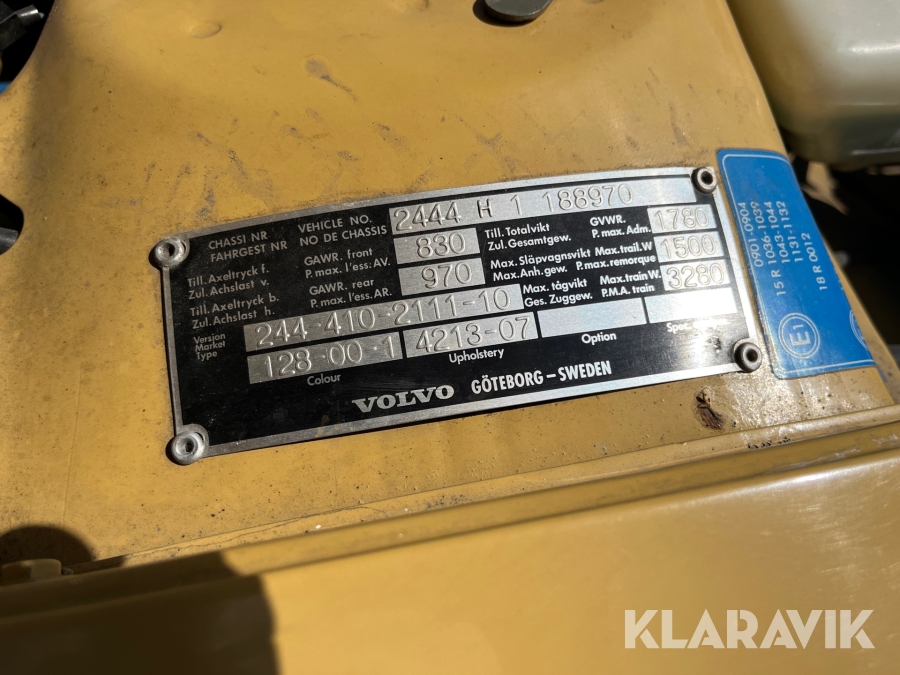 CHASSI NR VEHICLE NO. 2444 H 1 188970
FAHRGEST NR NO DE CHASSIS
Till. Axeltryck f. GAWR. front 830 Till. Totalvikt GVWR. 1780
Zul. Achslast v. P. max. l'ess: AV. Zul. Gesamtgew. P. max. Adm.
Till. Axeltryck b. GAWR. rear 970 Max. Släpvagnsvikt Max. trail. W 1500
Zul. Achslast h. P. max. l'ess. AR. Max. Anh. gew. P. max. remorque
Version Market Type 244-410-2111-10 Max. tågvikt Max. train W. 3280
Ges. Zuggew. P.M.A. train
128-00-1 4213-07
Colour Upholstery Option Spec.
VOLVO GÖTEBORG – SWEDEN
0901-0904
15 R 1036-1039
1043-1044
1131-1132
18 R 0012
E1
KLARAVIK